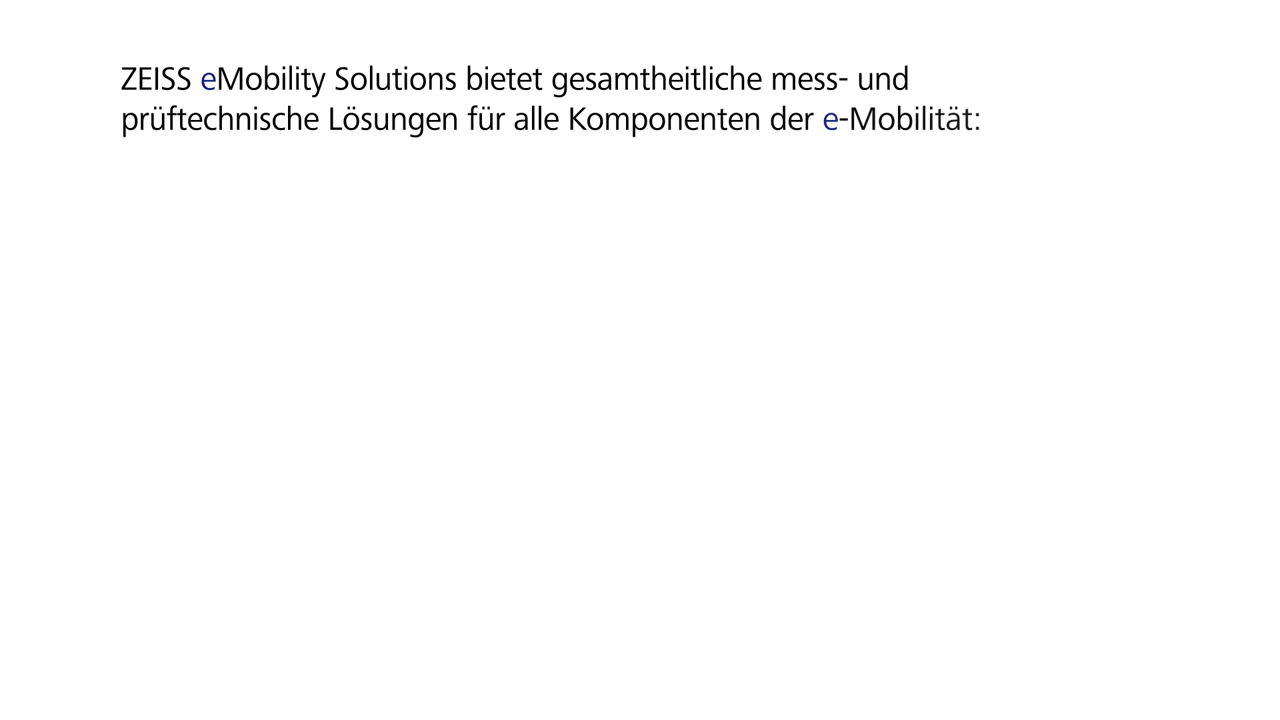 ZEISS eMobility Solutions bietet gesamtheitliche mess- und
prüftechnische Lösungen für alle Komponenten der e-Mobilität: